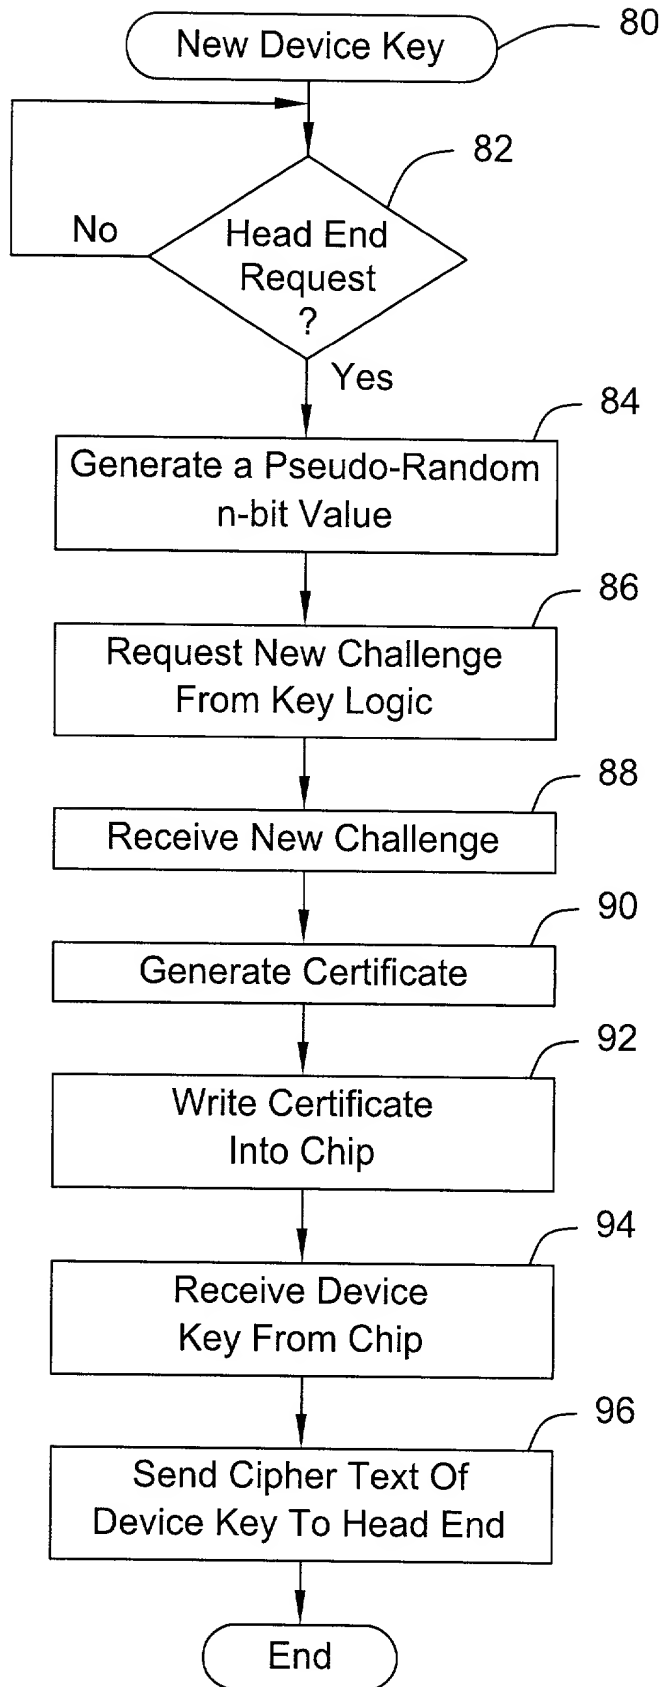 New Device Key
80
82
No
Head End
Request
?
Yes
84
Generate a Pseudo-Random
n-bit Value
86
Request New Challenge
From Key Logic
88
Receive New Challenge
90
Generate Certificate
92
Write Certificate
Into Chip
94
Receive Device
Key From Chip
96
Send Cipher Text Of
Device Key To Head End
End